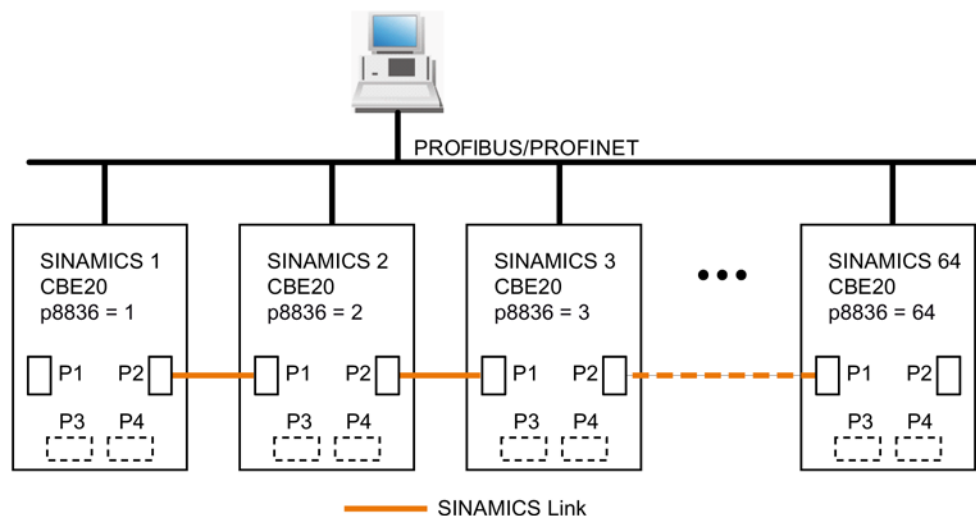 PROFIBUS/PROFINET
SINAMICS 1
CBE20
p8836 = 1
P1 P2
P3 P4
SINAMICS 2
CBE20
p8836 = 2
P1 P2
P3 P4
SINAMICS 3
CBE20
p8836 = 3
P1 P2
P3 P4
•••
SINAMICS 64
CBE20
p8836 = 64
P1 P2
P3 P4
SINAMICS Link